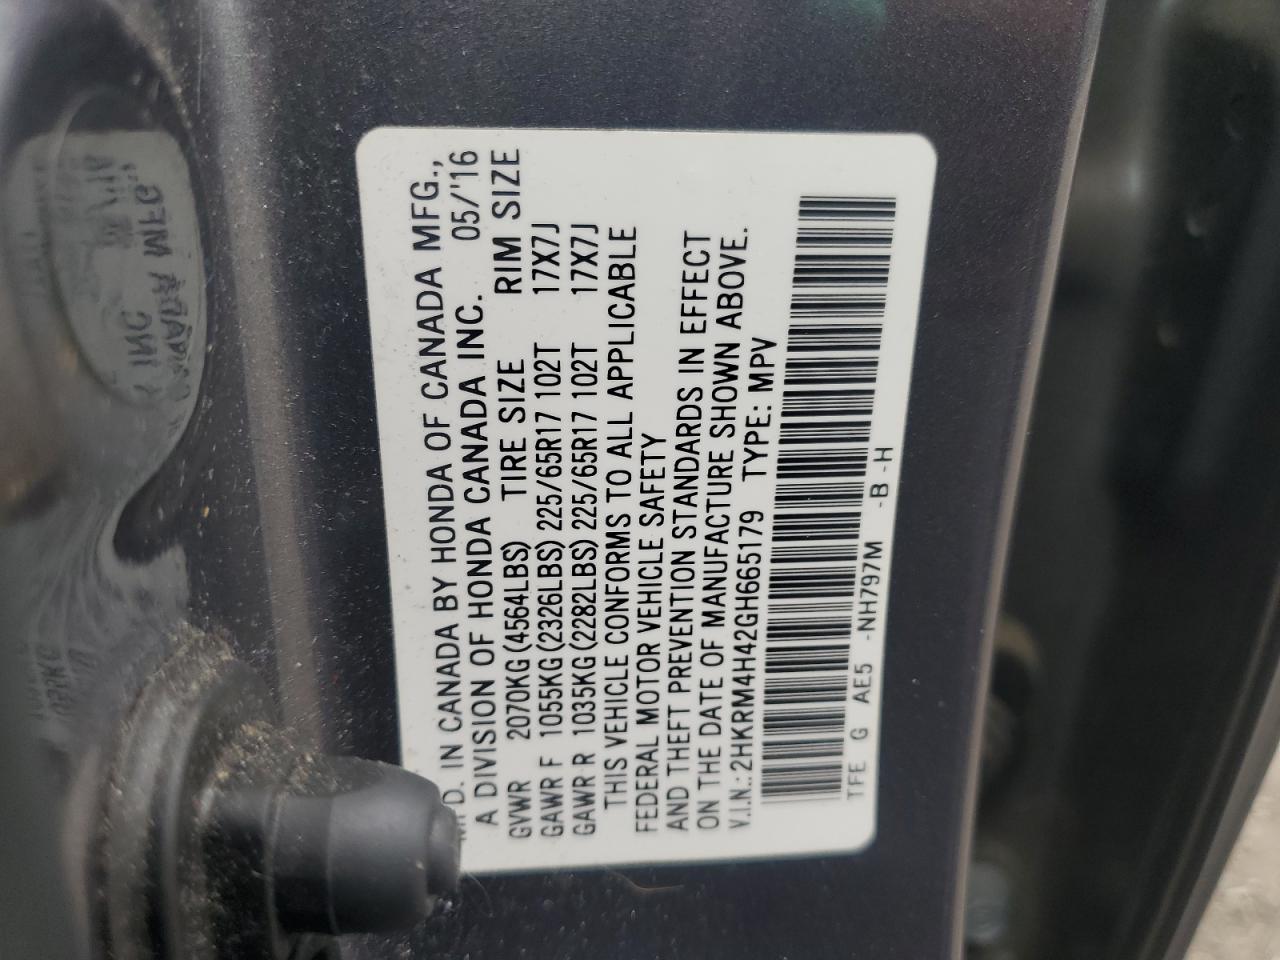 MFD. IN CANADA BY HONDA OF CANADA MFG.,
A DIVISION OF HONDA CANADA INC. 05/'16
GVWR 2070KG(4564LBS) TIRE SIZE RIM SIZE
GAWR F 1055KG(2326LBS) 225/65R17 102T 17X7J
GAWR R 1035KG(2282LBS) 225/65R17 102T 17X7J
THIS VEHICLE CONFORMS TO ALL APPLICABLE
FEDERAL MOTOR VEHICLE SAFETY
AND THEFT PREVENTION STANDARDS IN EFFECT
ON THE DATE OF MANUFACTURE SHOWN ABOVE.
V.I.N.: 2HKRM4H42GH665179 TYPE: MPV
TFE G AE5 -NH797M -B -H